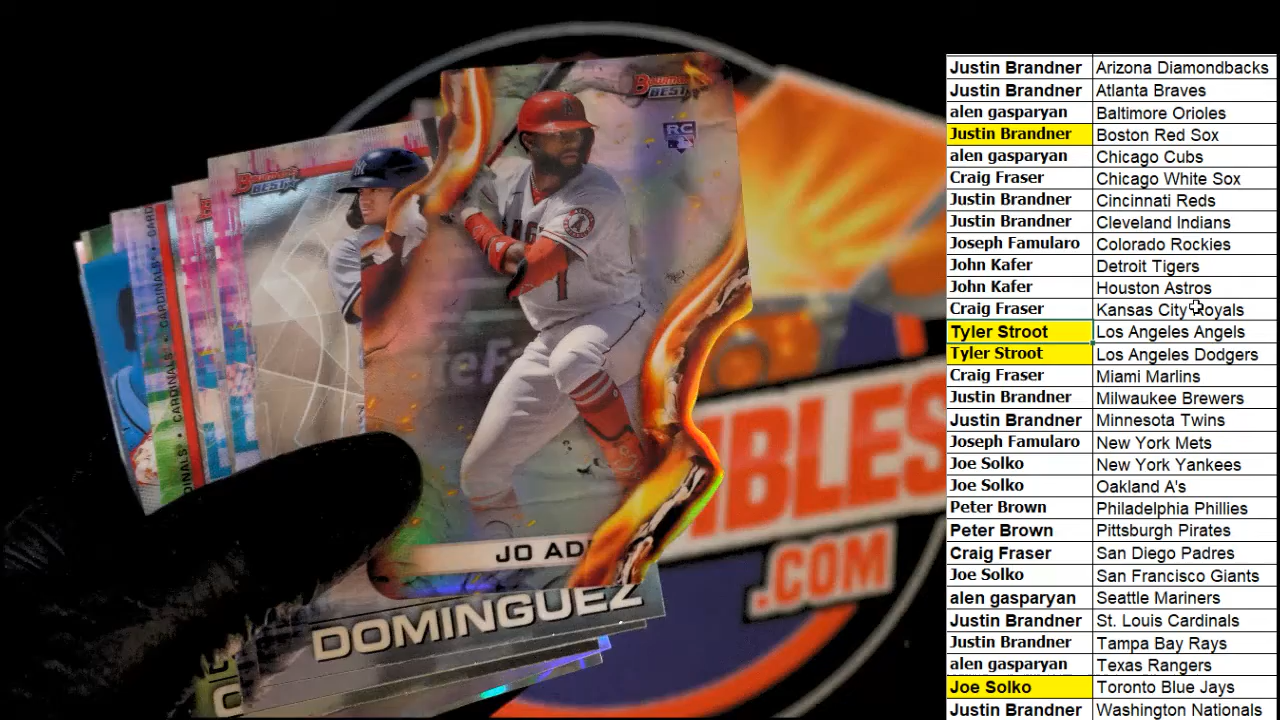 BOWMAN'S BEST
RC
BOWMAN'S BEST
CARDINALS • CARDINALS •
JO AD
DOMINGUEZ
IBLES
.COM
Justin Brandner Arizona Diamondbacks
Justin Brandner Atlanta Braves
alen gasparyan Baltimore Orioles
Justin Brandner Boston Red Sox
alen gasparyan Chicago Cubs
Craig Fraser Chicago White Sox
Justin Brandner Cincinnati Reds
Justin Brandner Cleveland Indians
Joseph Famularo Colorado Rockies
John Kafer Detroit Tigers
John Kafer Houston Astros
Craig Fraser Kansas City Royals
Tyler Stroot Los Angeles Angels
Tyler Stroot Los Angeles Dodgers
Craig Fraser Miami Marlins
Justin Brandner Milwaukee Brewers
Justin Brandner Minnesota Twins
Joseph Famularo New York Mets
Joe Solko New York Yankees
Joe Solko Oakland A's
Peter Brown Philadelphia Phillies
Peter Brown Pittsburgh Pirates
Craig Fraser San Diego Padres
Joe Solko San Francisco Giants
alen gasparyan Seattle Mariners
Justin Brandner St. Louis Cardinals
Justin Brandner Tampa Bay Rays
alen gasparyan Texas Rangers
Joe Solko Toronto Blue Jays
Justin Brandner Washington Nationals